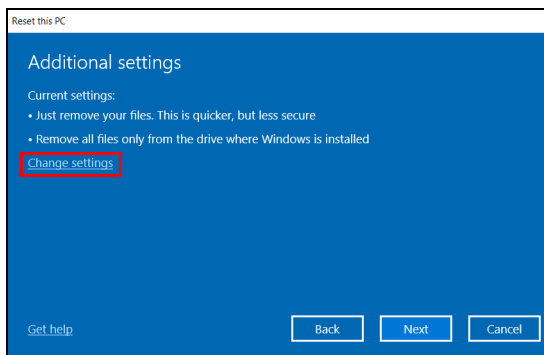 Reset this PC
Additional settings
Current settings:
• Just remove your files. This is quicker, but less secure
• Remove all files only from the drive where Windows is installed
Change settings
Get help
Back
Next
Cancel